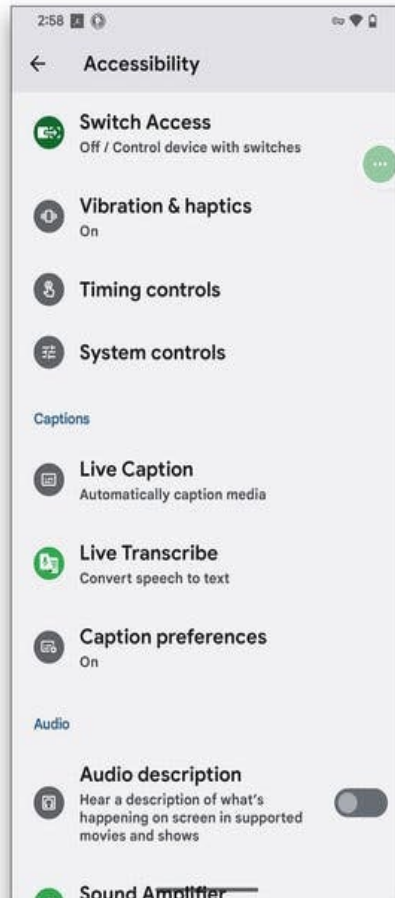 2:58
Accessibility
Switch Access
Off / Control device with switches
Vibration & haptics
On
Timing controls
System controls
Captions
Live Caption
Automatically caption media
Live Transcribe
Convert speech to text
Caption preferences
On
Audio
Audio description
Hear a description of what's
happening on screen in supported
movies and shows
Sound Amplifier